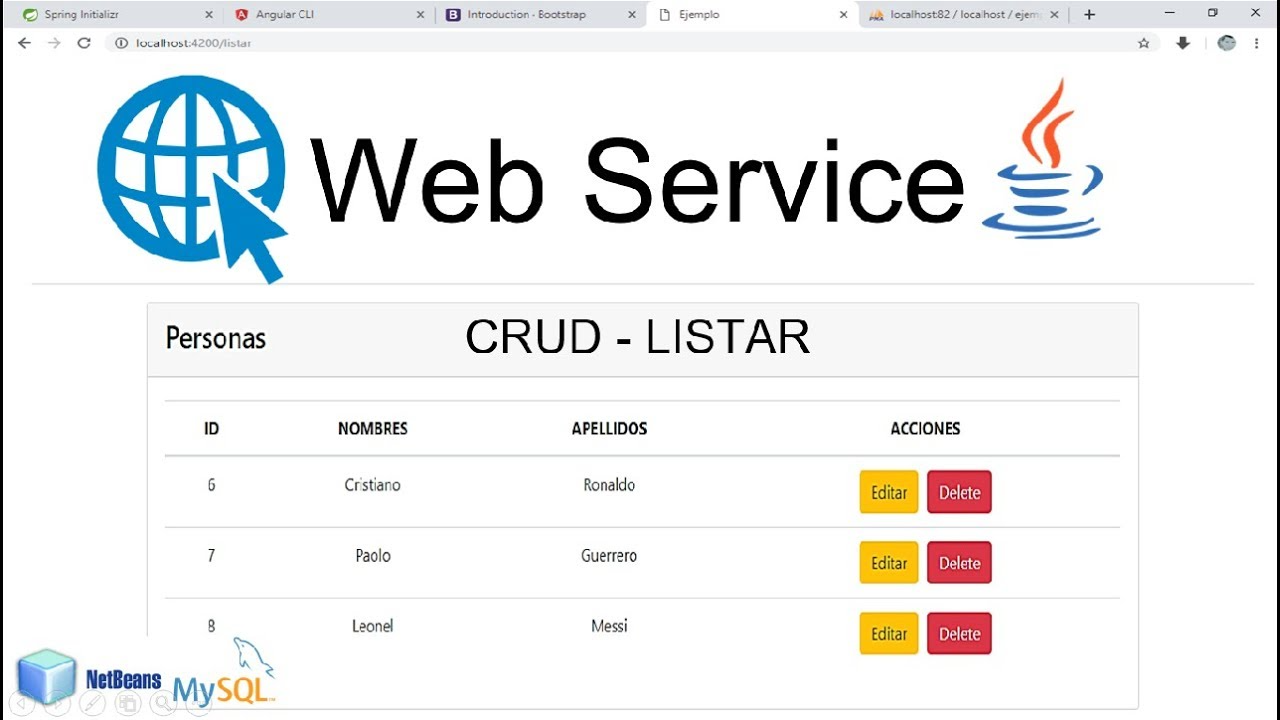 Spring Initializr
Angular CLI
Introduction · Bootstrap
Ejemplo
localhost:82 / localhost / ejem
localhost:4200/listar
Web Service
Personas
CRUD - LISTAR
ID NOMBRES APELLIDOS ACCIONES
6 Cristiano Ronaldo Editar Delete
7 Paolo Guerrero Editar Delete
8 Leonel Messi Editar Delete
NetBeans
MySQL